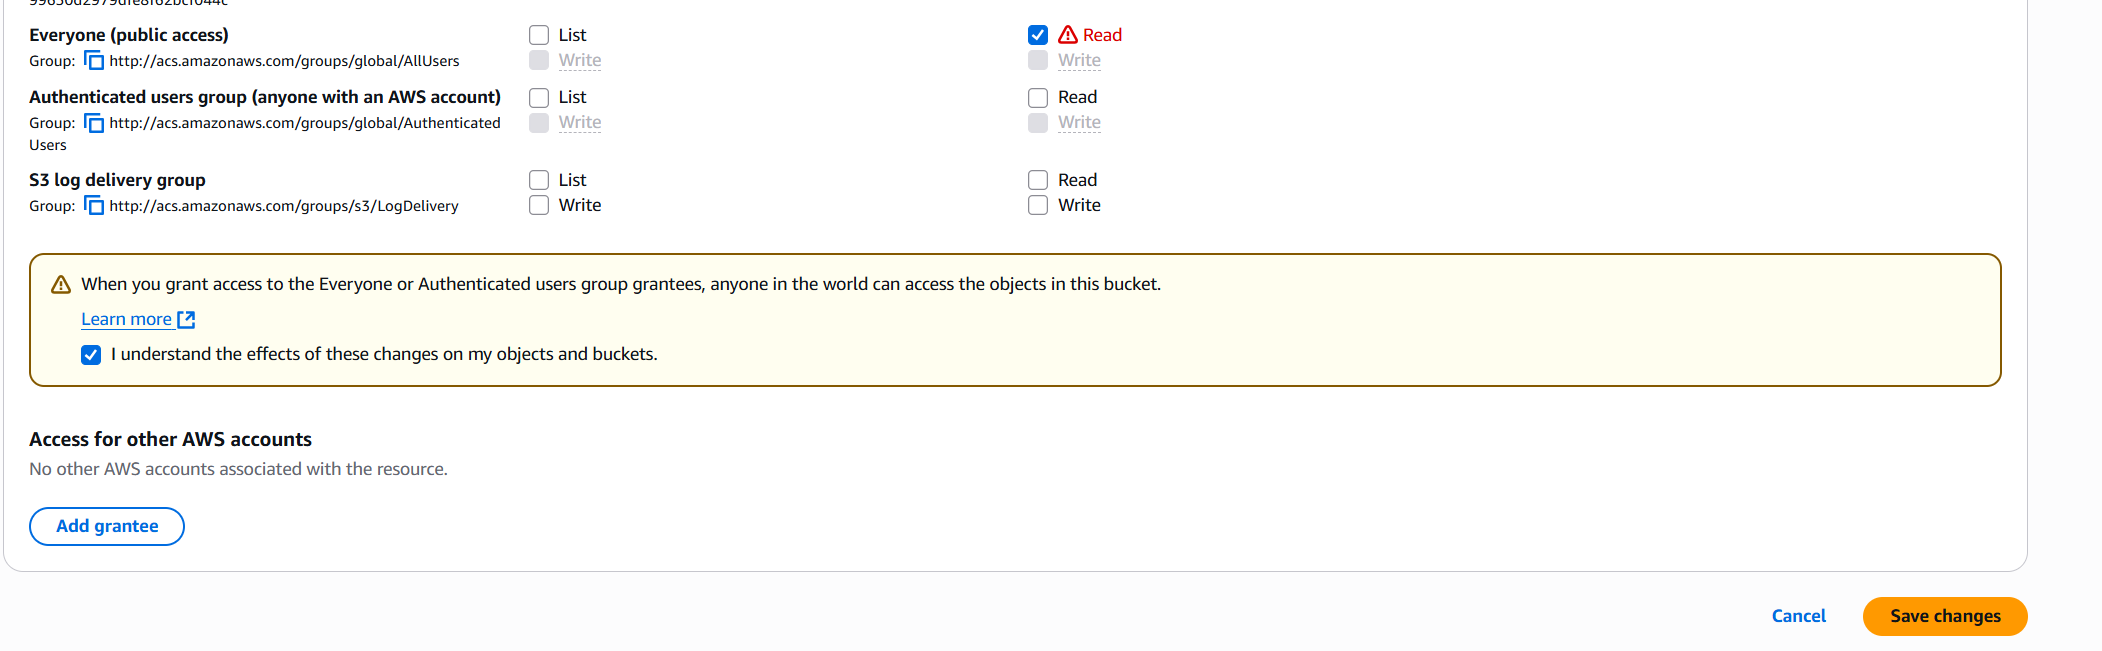 Everyone (public access)
Group: http://acs.amazonaws.com/groups/global/AllUsers
List
Write
Read
Write
Authenticated users group (anyone with an AWS account)
Group: http://acs.amazonaws.com/groups/global/Authenticated
Users
List
Write
Read
Write
S3 log delivery group
Group: http://acs.amazonaws.com/groups/s3/LogDelivery
List
Write
Read
Write
When you grant access to the Everyone or Authenticated users group grantees, anyone in the world can access the objects in this bucket.
Learn more
I understand the effects of these changes on my objects and buckets.
Access for other AWS accounts
No other AWS accounts associated with the resource.
Add grantee
Cancel
Save changes